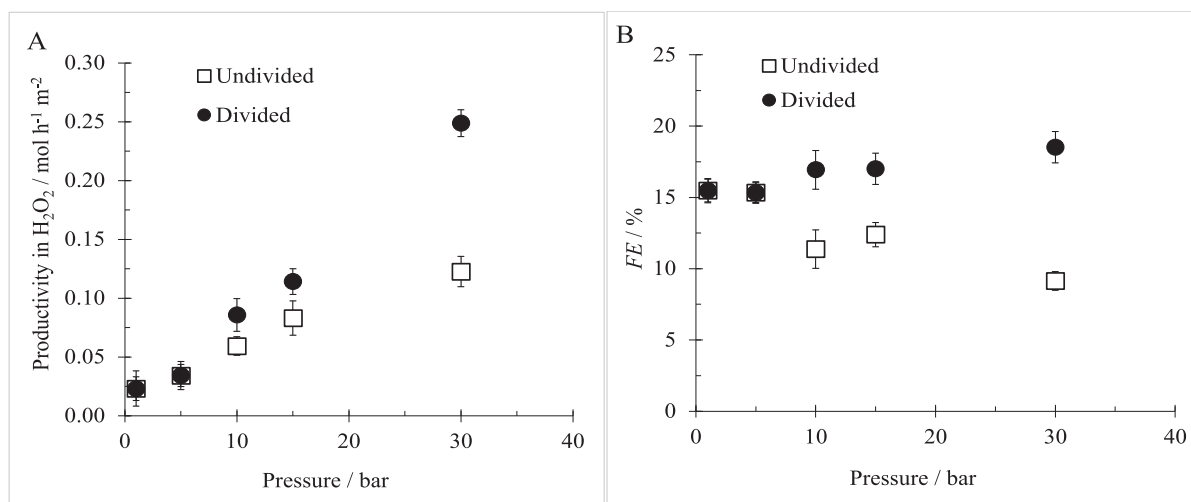 A
Productivity in H₂O₂ / mol h⁻¹ m⁻²
0.30
0.25
0.20
0.15
0.10
0.05
0.00
Undivided
Divided
0
10
20
30
40
Pressure / bar
B
FE / %
25
20
15
10
5
0
Undivided
Divided
0
10
20
30
40
Pressure / bar